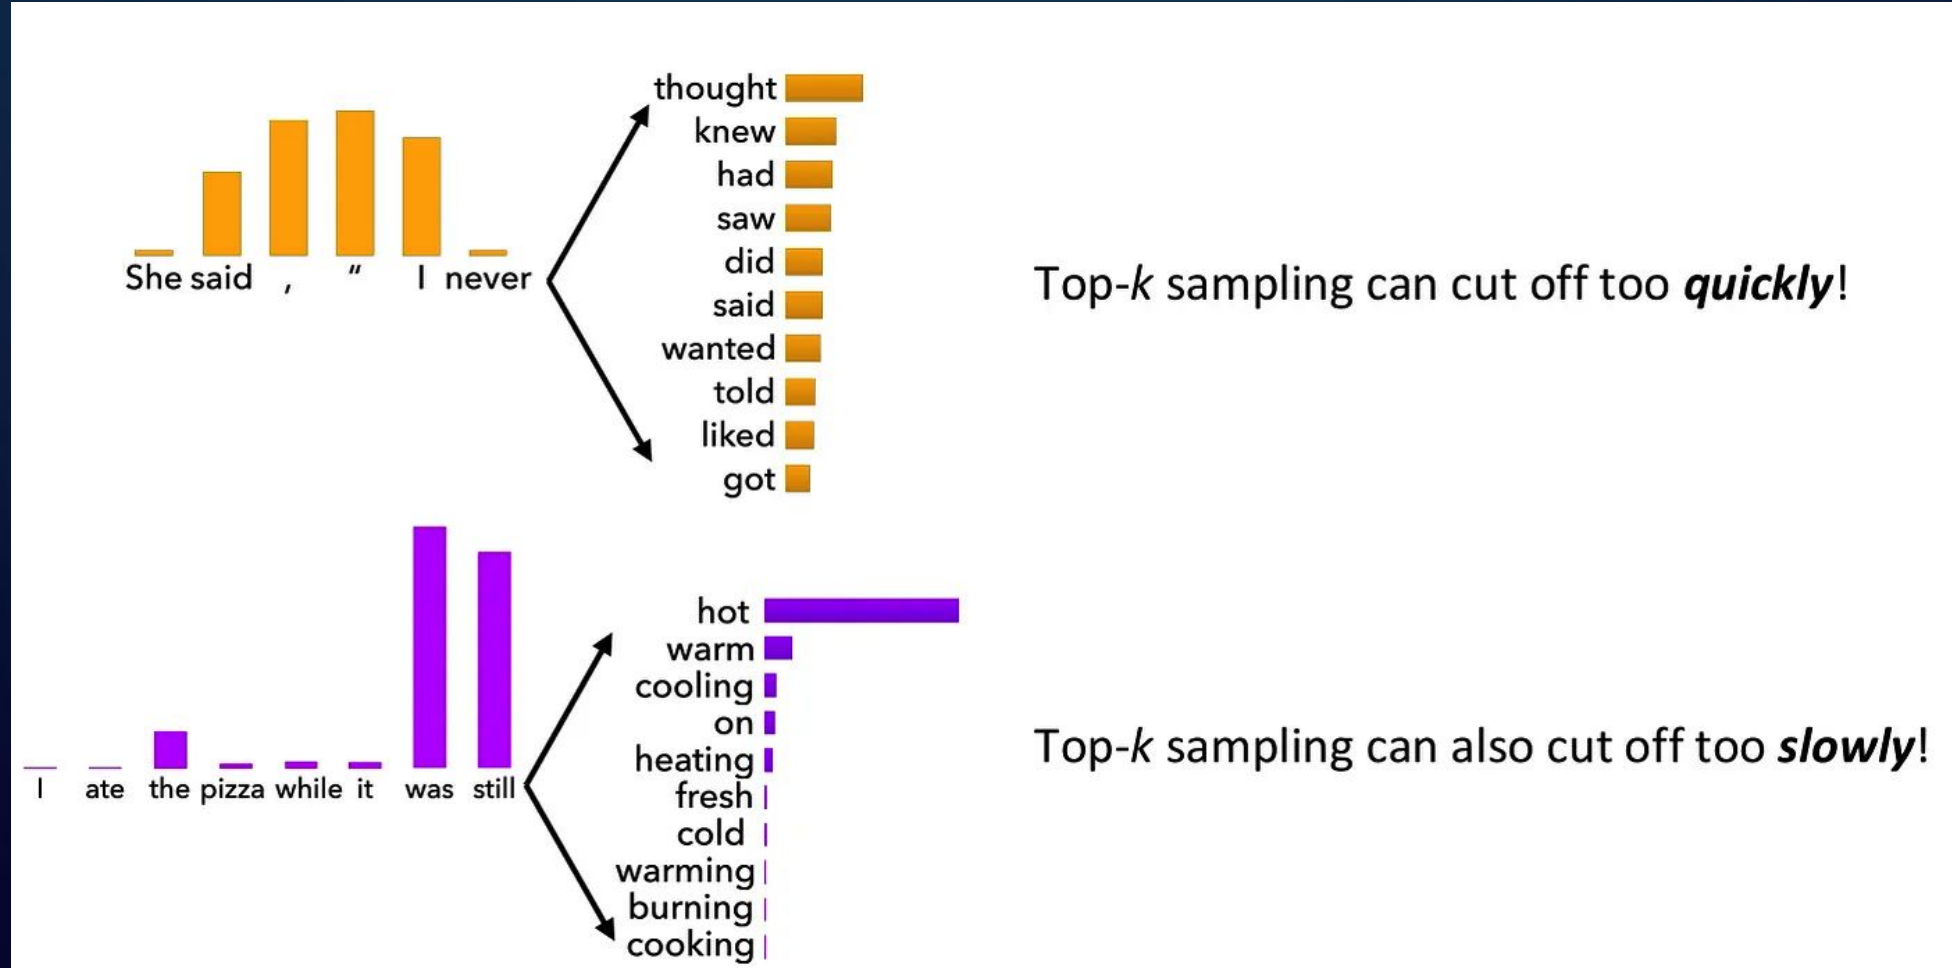 She said , “ I never
thought
knew
had
saw
did
said
wanted
told
liked
got
Top-k sampling can cut off too quickly!
I ate the pizza while it was still
hot
warm
cooling
on
heating
fresh
cold
warming
burning
cooking
Top-k sampling can also cut off too slowly!